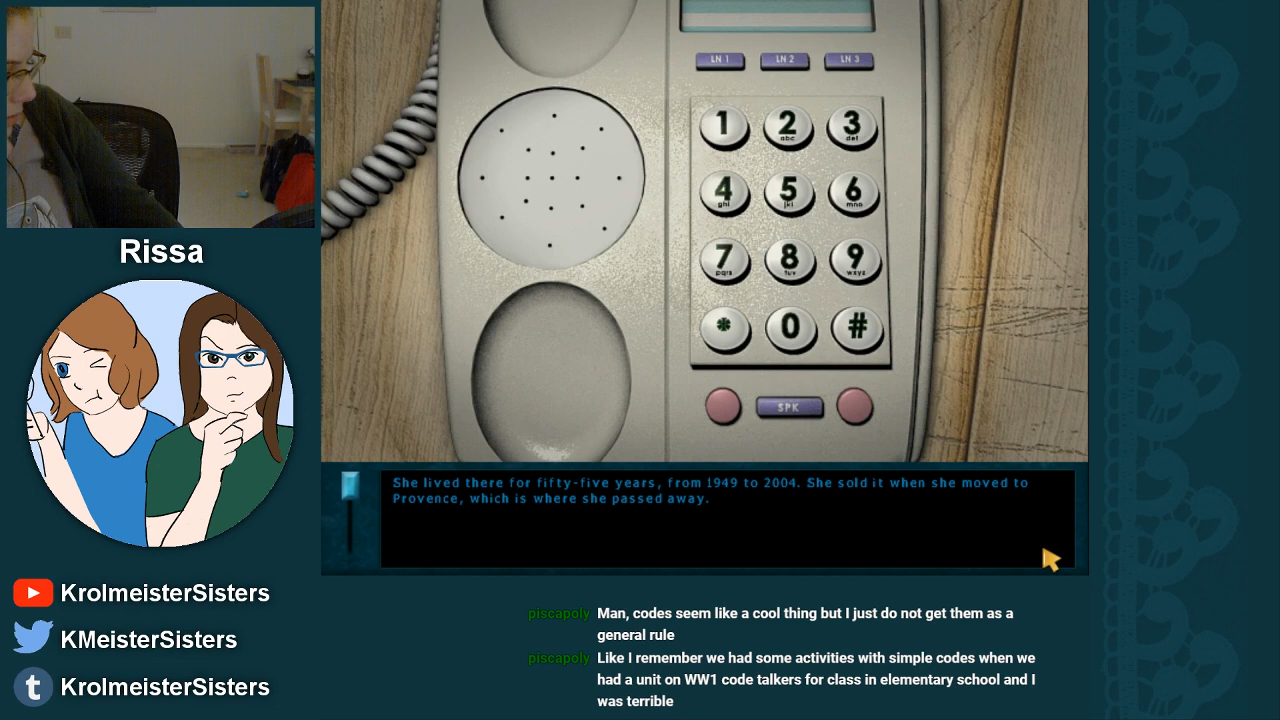 Rissa
KrolmeisterSisters
KMeisterSisters
t KrolmeisterSisters
LN 1 LN 2 LN 3
1 2 3
abc def
4 5 6
ghi jkl mno
7 8 9
pqrs tuv wxyz
* 0 #
SPK
She lived there for fifty-five years, from 1949 to 2004. She sold it when she moved to
Provence, which is where she passed away.
piscapoly Man, codes seem like a cool thing but I just do not get them as a
general rule
piscapoly Like I remember we had some activities with simple codes when we
had a unit on WW1 code talkers for class in elementary school and I
was terrible